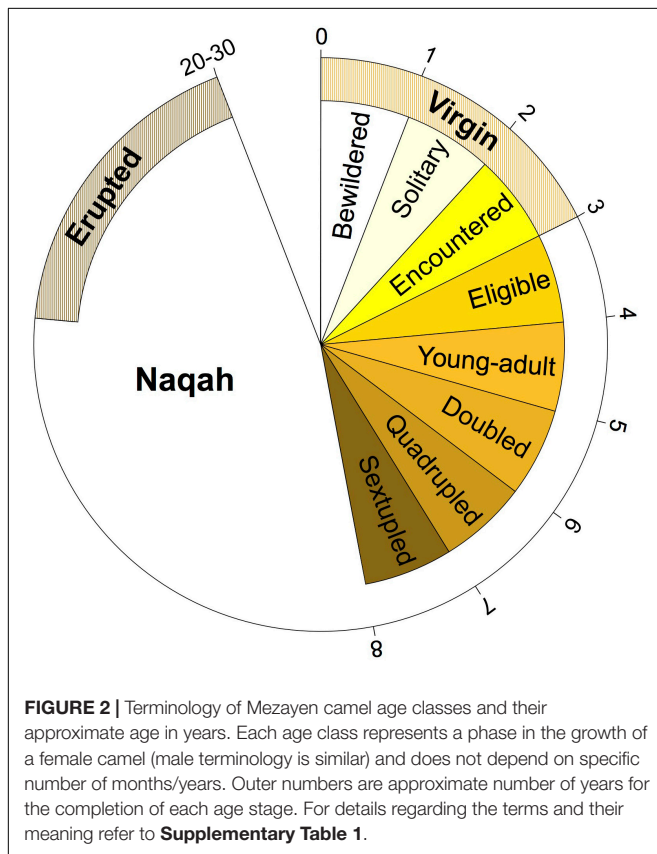 0
20-30
1
Virgin
2
Bewildered
Solitary
Erupted
Encountered
3
Eligible
4
Naqah
Young-adult
Doubled
5
Quadrupled
Sextupled
6
7
8
FIGURE 2 | Terminology of Mezayen camel age classes and their
approximate age in years. Each age class represents a phase in the growth of
a female camel (male terminology is similar) and does not depend on specific
number of months/years. Outer numbers are approximate number of years for
the completion of each age stage. For details regarding the terms and their
meaning refer to Supplementary Table 1.